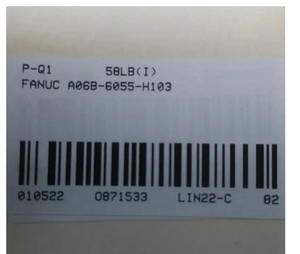 P-Q1 58LB(I)
FANUC A06B-6055-H103
010522 0871533 LIN22-C 82